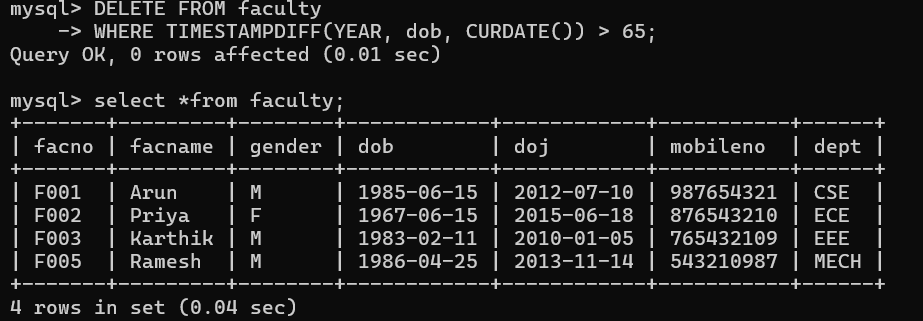 mysql> DELETE FROM faculty
    -> WHERE TIMESTAMPDIFF(YEAR, dob, CURDATE()) > 65;
Query OK, 0 rows affected (0.01 sec)

mysql> select *from faculty;
+-------+---------+--------+------------+------------+-----------+------+
| facno | facname | gender | dob        | doj        | mobileno  | dept |
+-------+---------+--------+------------+------------+-----------+------+
| F001  | Arun    | M      | 1985-06-15 | 2012-07-10 | 987654321 | CSE  |
| F002  | Priya   | F      | 1967-06-15 | 2015-06-18 | 876543210 | ECE  |
| F003  | Karthik | M      | 1983-02-11 | 2010-01-05 | 765432109 | EEE  |
| F005  | Ramesh  | M      | 1986-04-25 | 2013-11-14 | 543210987 | MECH |
+-------+---------+--------+------------+------------+-----------+------+
4 rows in set (0.04 sec)